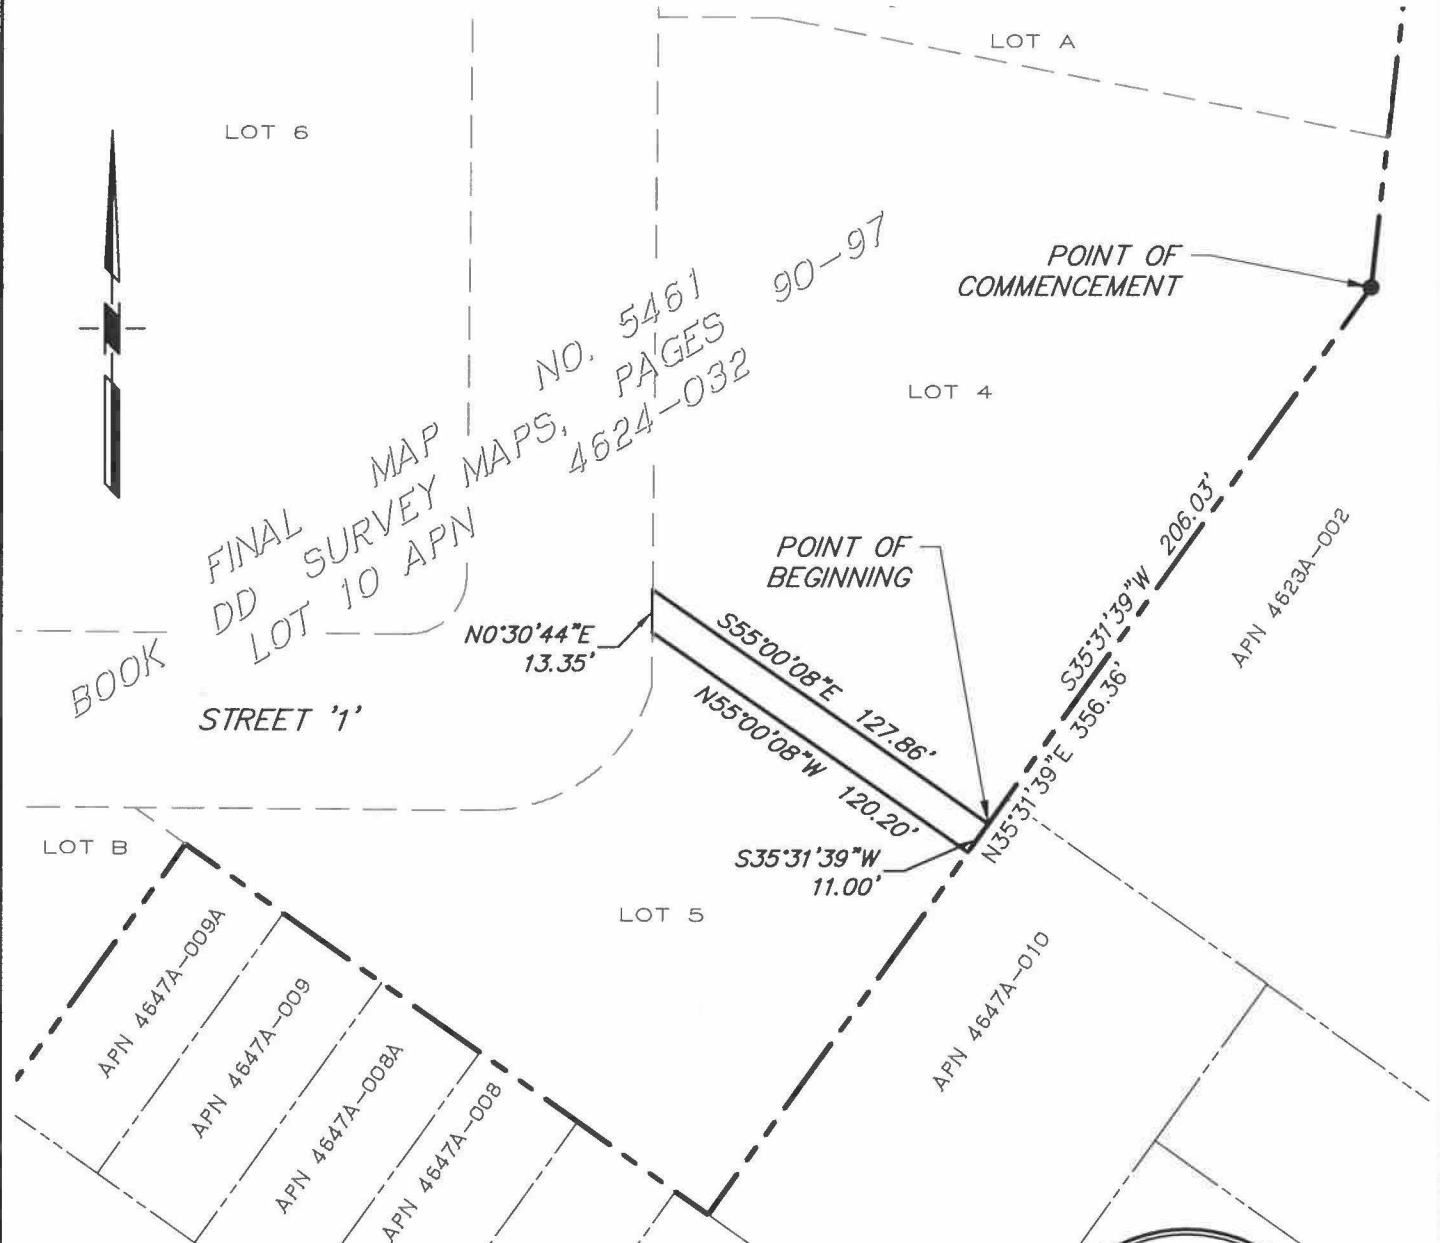 LOT A
LOT 6
POINT OF
COMMENCEMENT
LOT 4
FINAL MAP NO. 5461
BOOK DD SURVEY MAPS, PAGES 90-97
LOT 10 APN 4624-032
S35°31'39"W 206.03'
APN 4623A-002
POINT OF
BEGINNING
N0°30'44"E
13.35'
S55°00'08"E 127.86'
STREET '1'
N55°00'08"W 120.20'
N35°31'39"E 356.36'
S35°31'39"W
11.00'
LOT B
LOT 5
APN 4647A-009A
APN 4647A-009
APN 4647A-008A
APN 4647A-008
APN 4647A-010